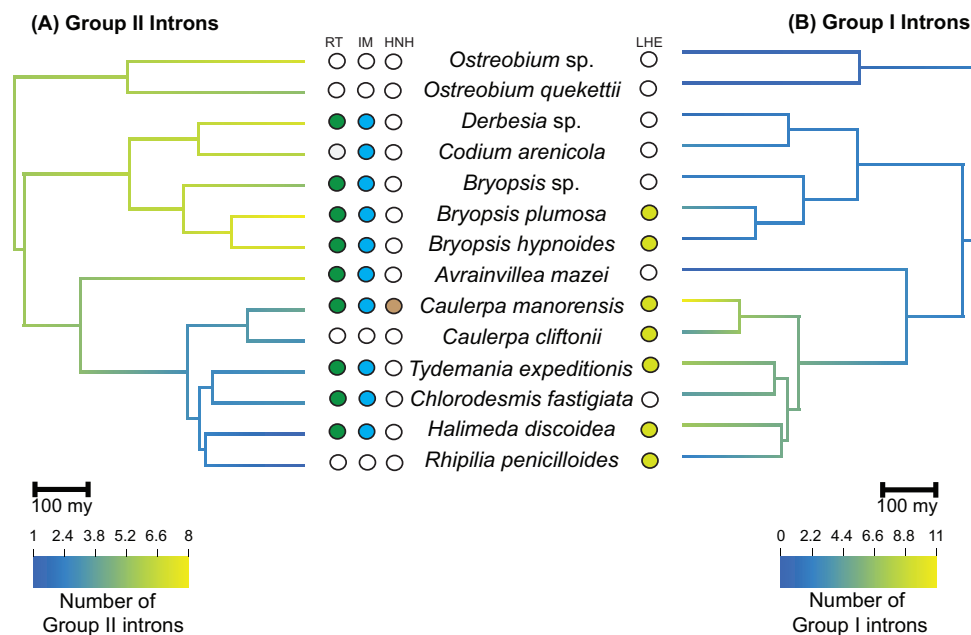 (A) Group II Introns
(B) Group I Introns
RT IM HNH
LHE
Ostreobium sp.
Ostreobium quekettii
Derbesia sp.
Codium arenicola
Bryopsis sp.
Bryopsis plumosa
Bryopsis hypnoides
Avrainvillea mazei
Caulerpa manorensis
Caulerpa cliftonii
Tydemania expeditionis
Chlorodesmis fastigiata
Halimeda discoidea
Rhipilia penicilloides
100 my
1 2.4 3.8 5.2 6.6 8
Number of
Group II introns
100 my
0 2.2 4.4 6.6 8.8 11
Number of
Group I introns